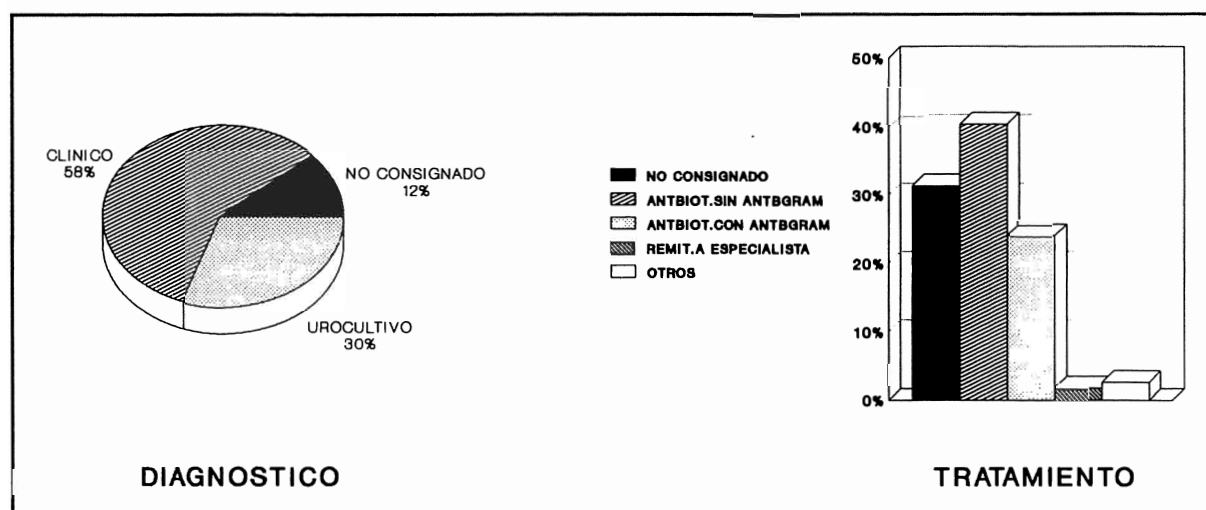 CLINICO
58%
NO CONSIGNADO
12%
UROCULTIVO
30%
DIAGNOSTICO
NO CONSIGNADO
ANTBIOT.SIN ANTBGRAM
ANTBIOT.CON ANTBGRAM
REMIT.A ESPECIALISTA
OTROS
50%
40%
30%
20%
10%
0%
TRATAMIENTO